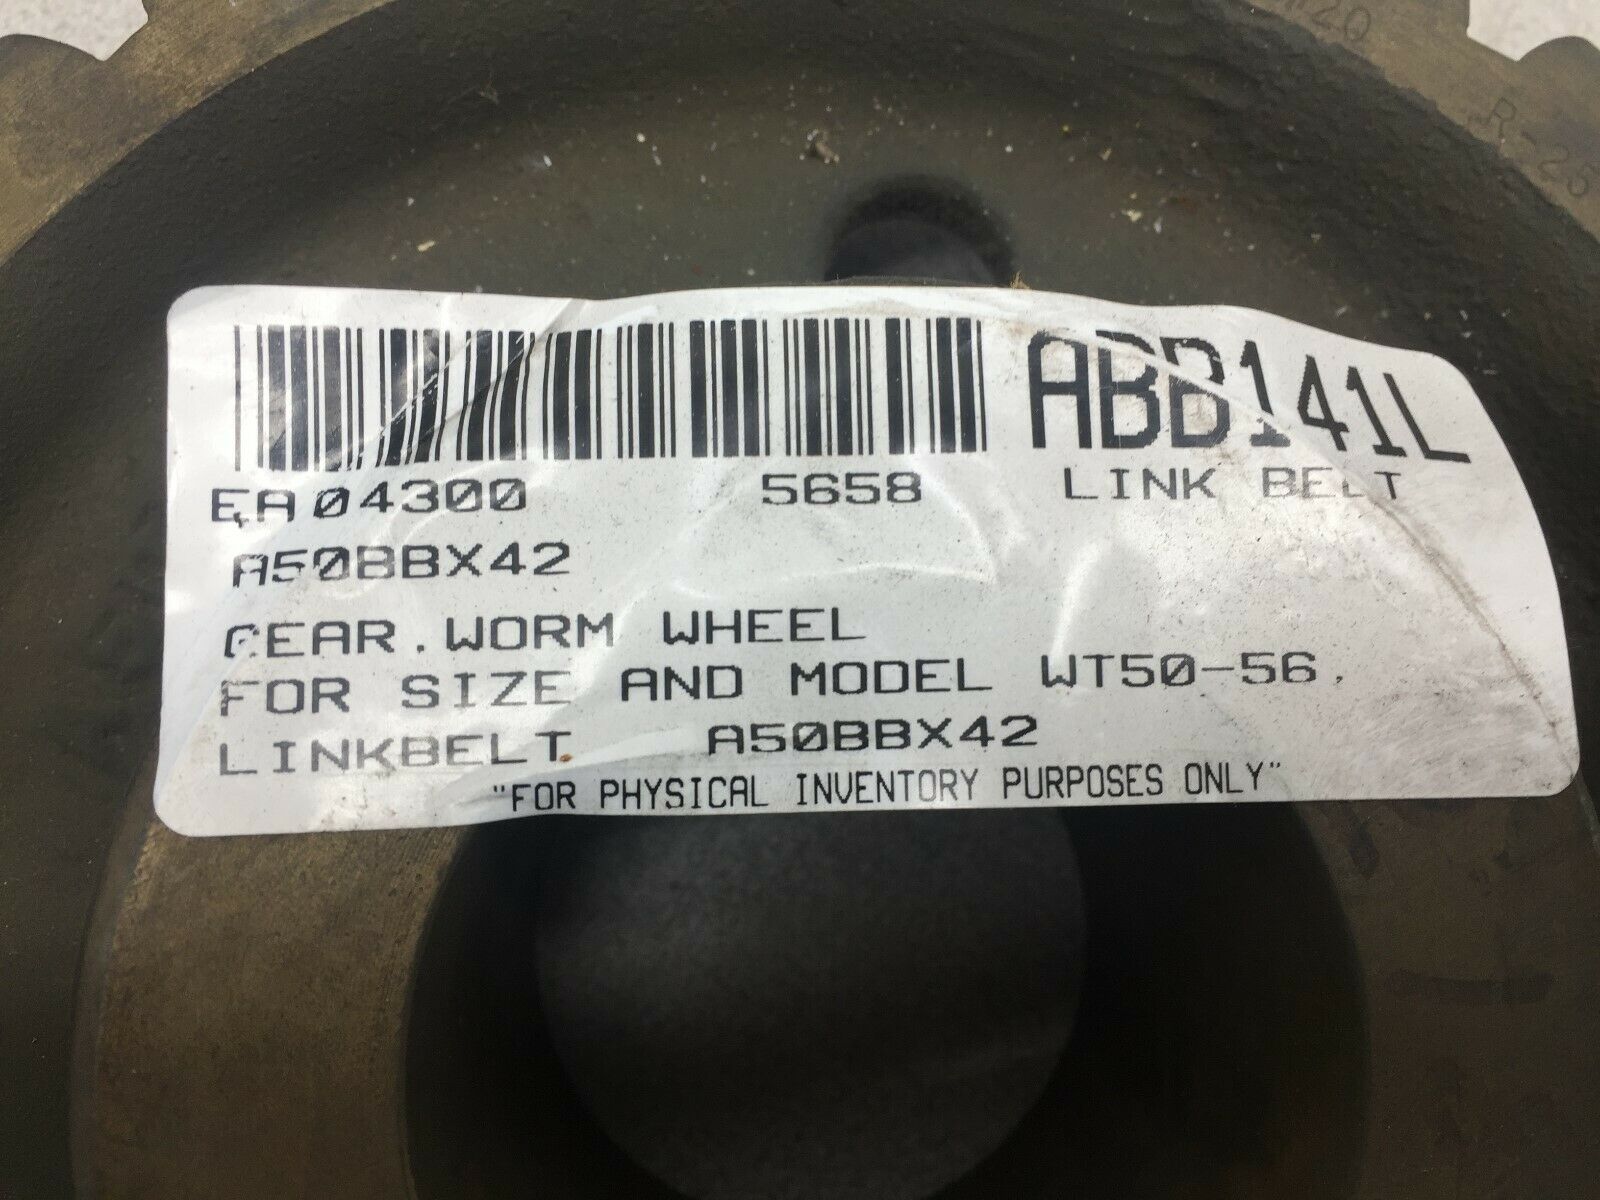 R-26
ABB141L
EA 04300 5658 LINK BELT
A50BBX42
GEAR.WORM WHEEL
FOR SIZE AND MODEL WT50-56,
LINKBELT. A50BBX42
"FOR PHYSICAL INVENTORY PURPOSES ONLY"